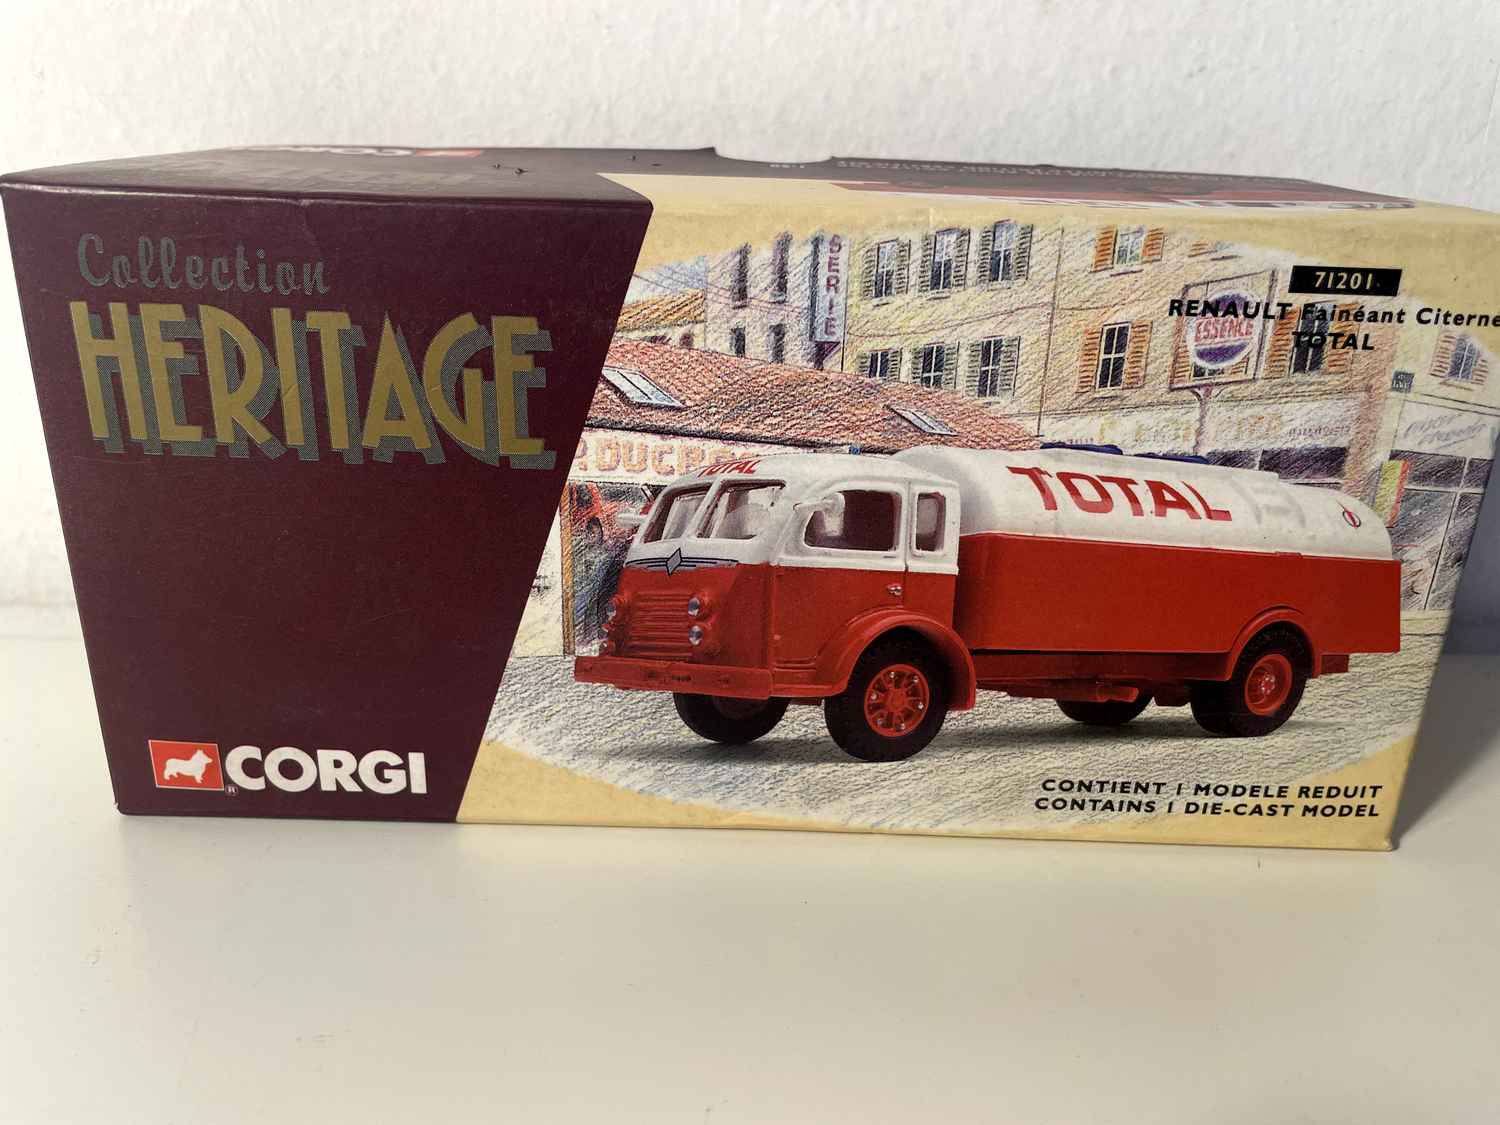 Collection
HERITAGE
CORGI
®
71201
RENAULT Fainéant Citerne
TOTAL
SERIE
ESSENCE
TOTAL
TOTAL
CONTIENT 1 MODELE REDUIT
CONTAINS 1 DIE-CAST MODEL